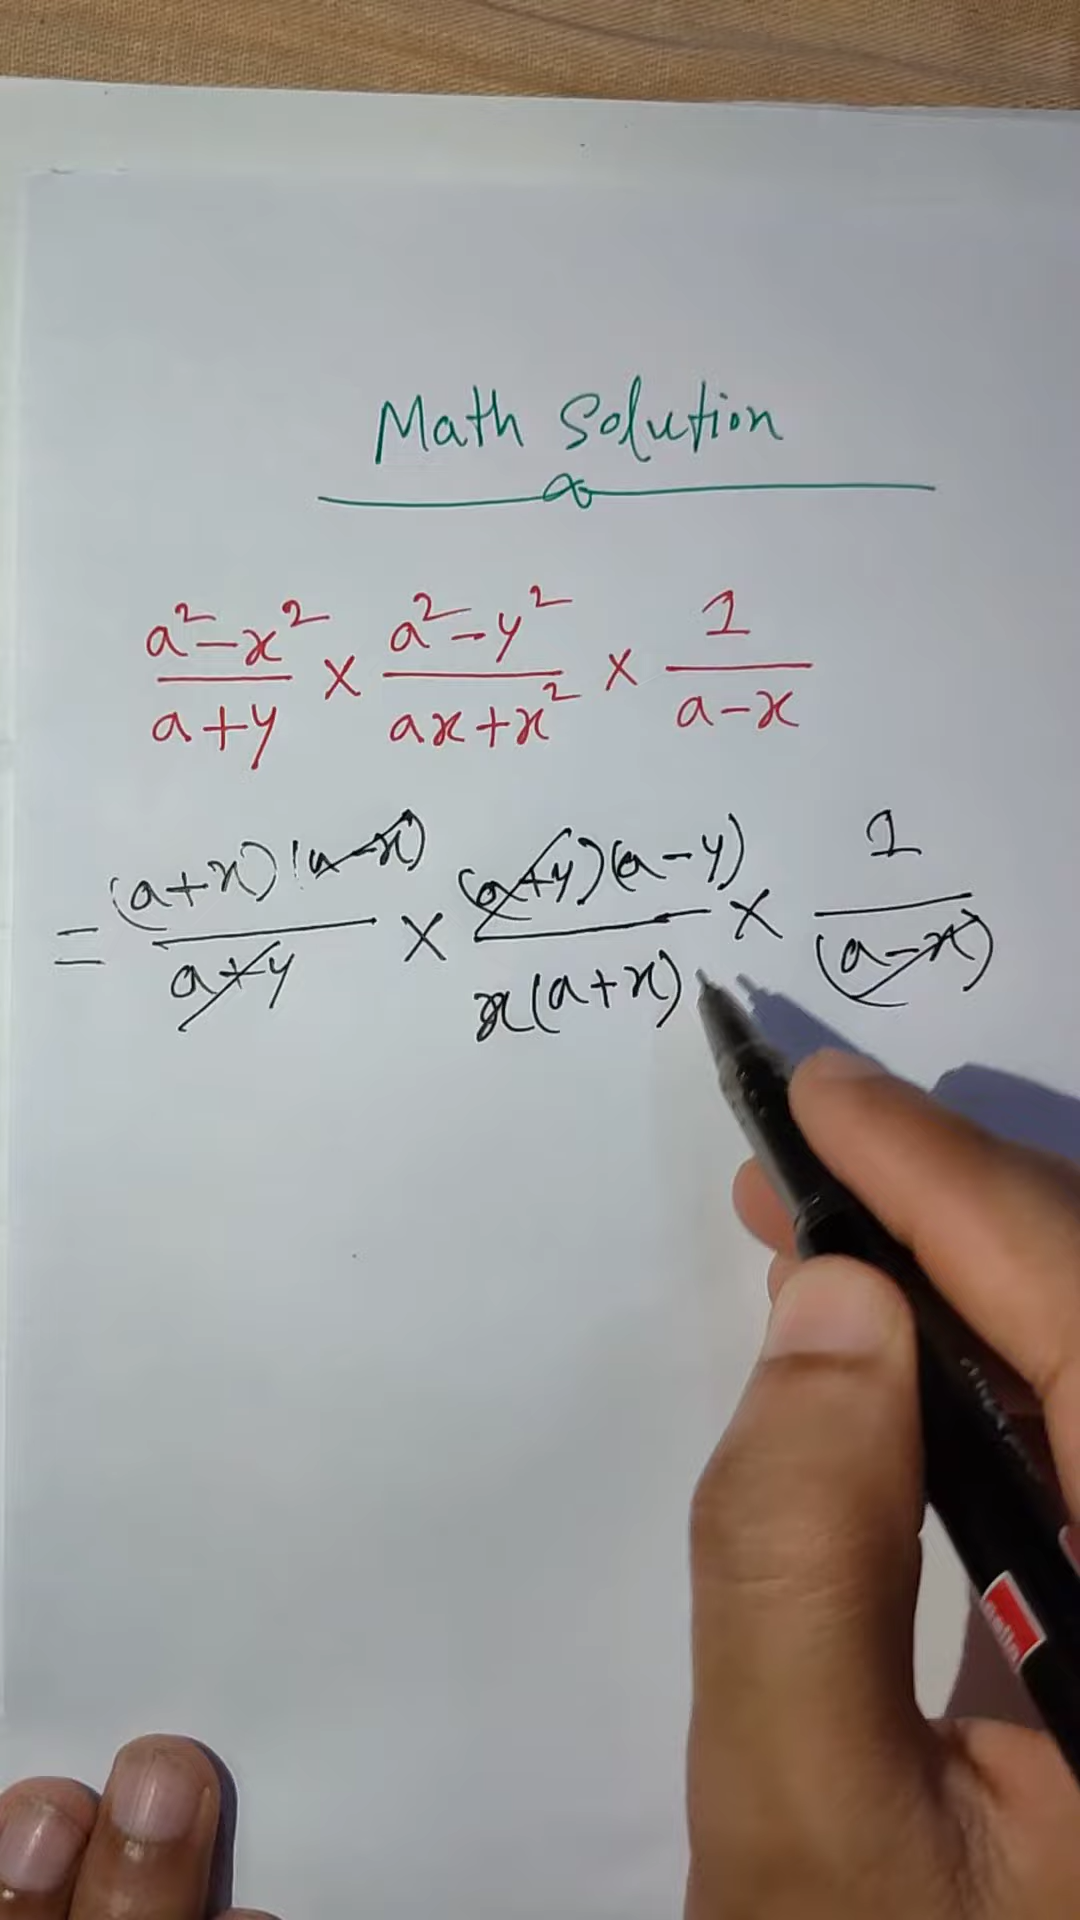 Math Solution
a²-x²/a+y × a²-y²/ax+x² × 1/a-x
= (a+x)(a-x)/a+y × (a+y)(a-y)/x(a+x) × 1/(a-x)